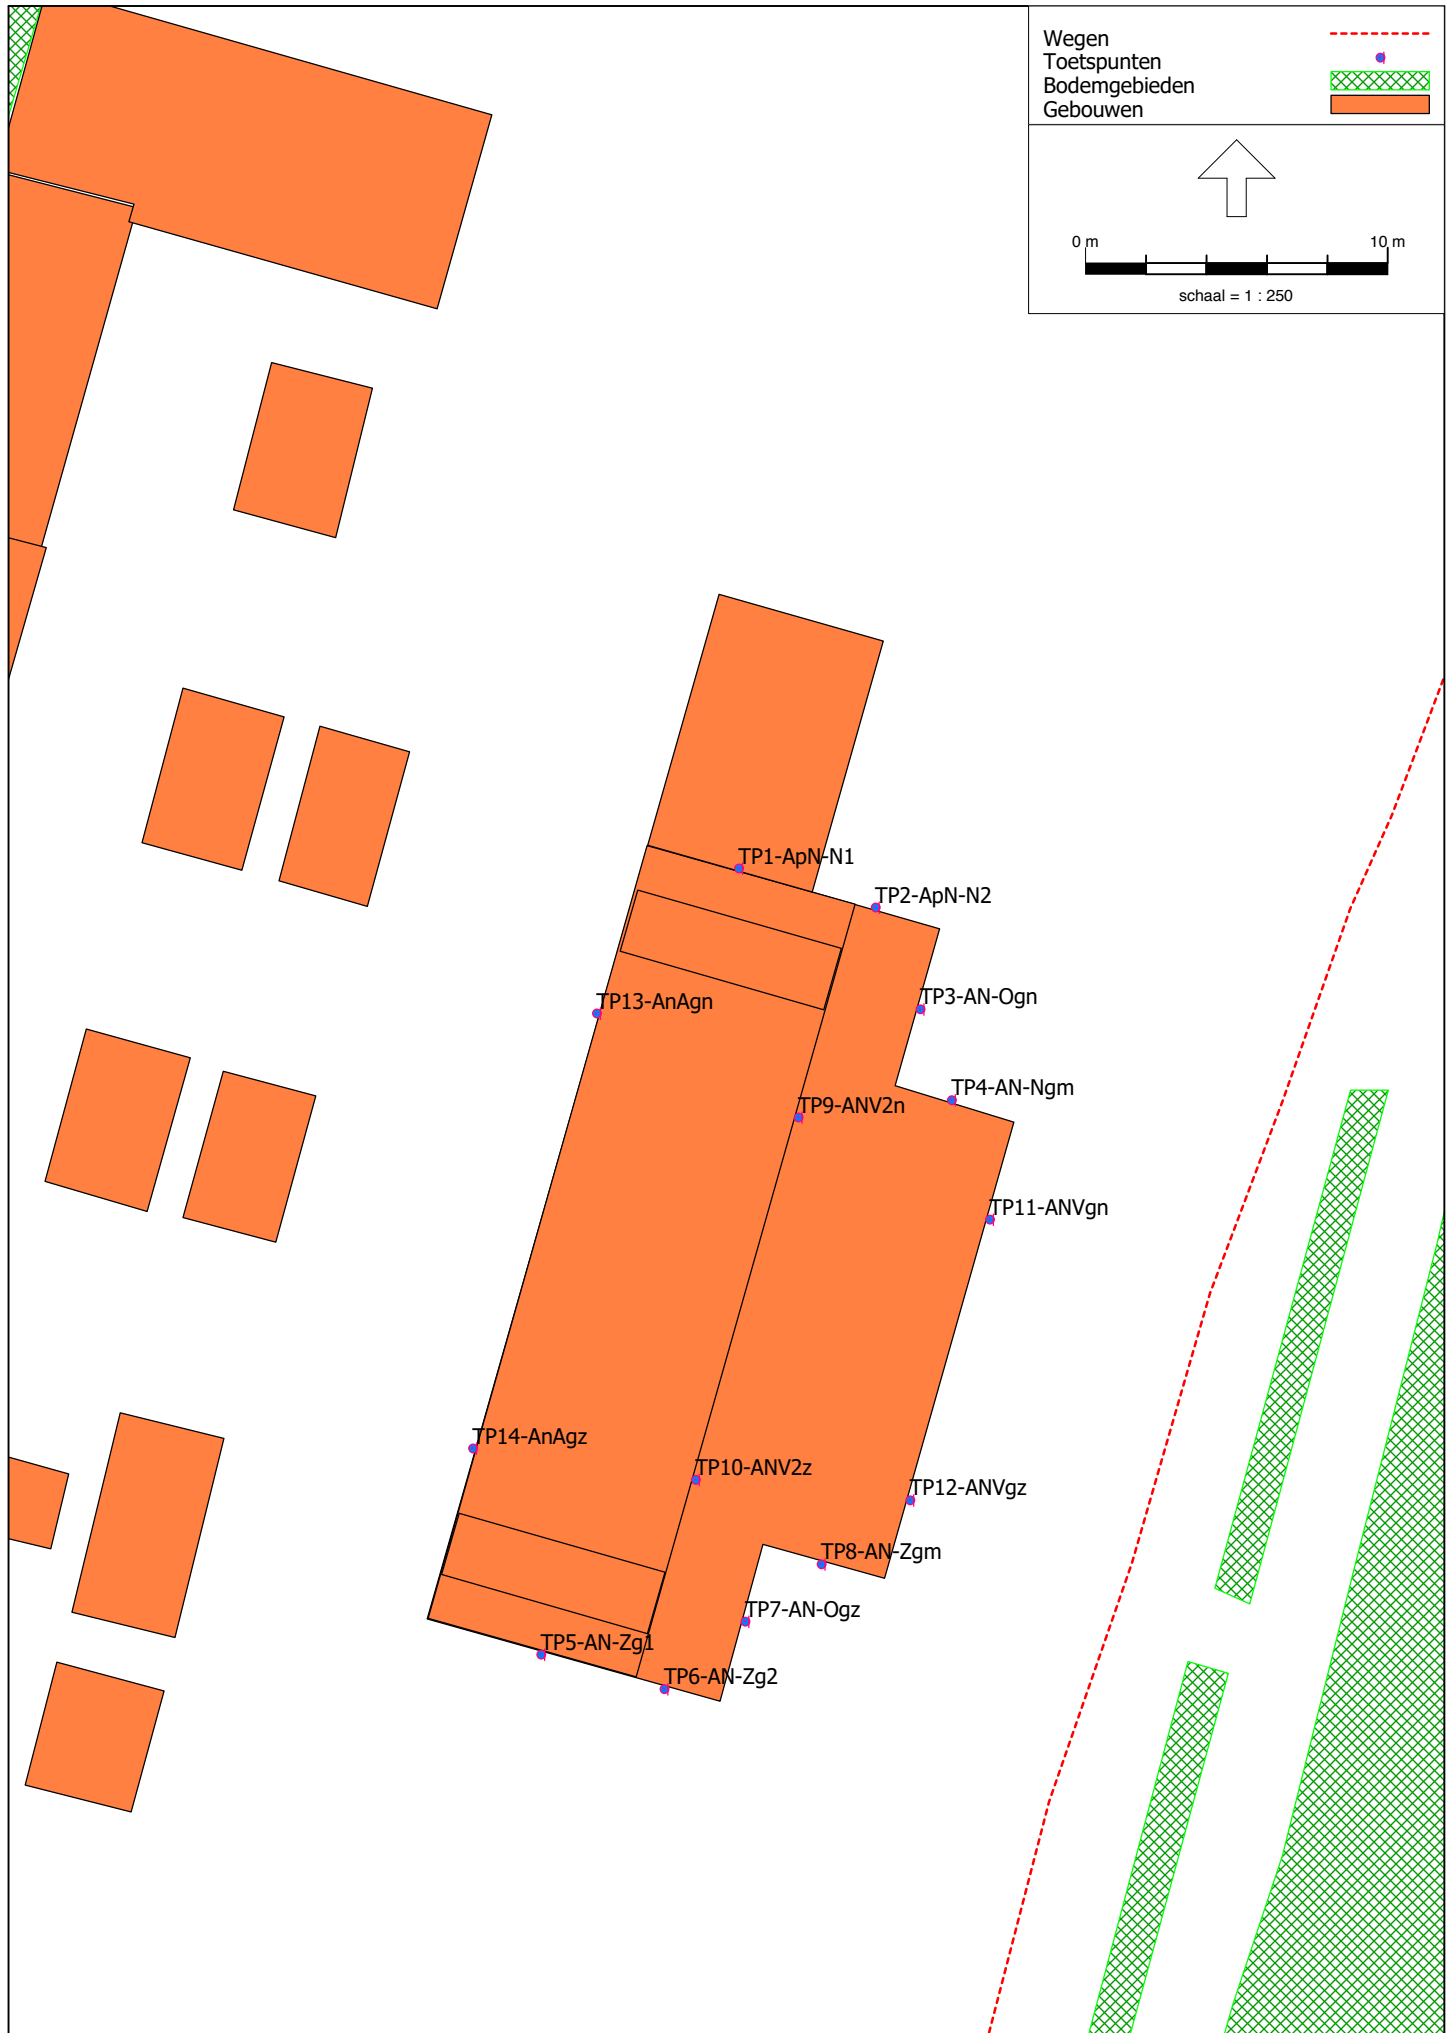 Wegen
Toetspunten
Bodemgebieden
Gebouwen
0 m 10 m
schaal = 1 : 250
TP1-ApN-N1
TP2-ApN-N2
TP3-AN-Ogn
TP13-AnAgn
TP4-AN-Ngm
TP9-ANV2n
TP11-ANVgn
TP14-AnAgz
TP10-ANV2z
TP12-ANVgz
TP8-AN-Zgm
TP7-AN-Ogz
TP5-AN-Zg1
TP6-AN-Zg2